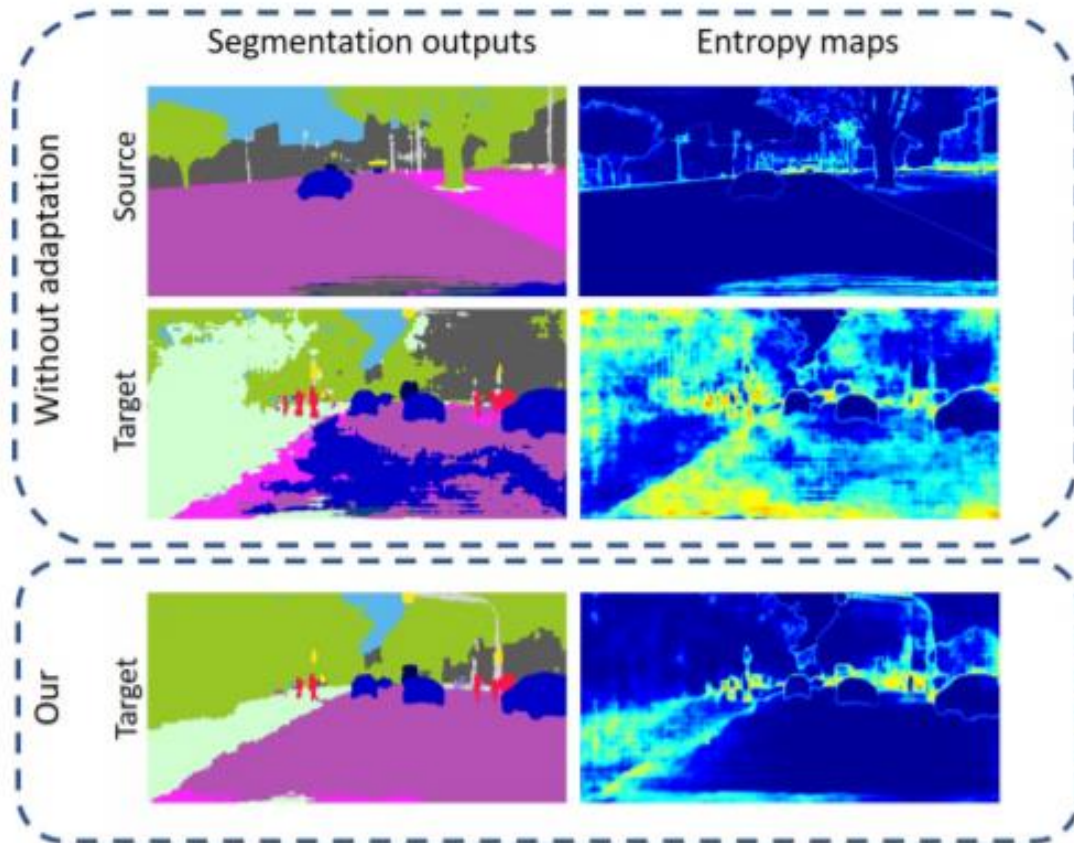 Segmentation outputs
Entropy maps
Without adaptation
Source
Target
Our
Target